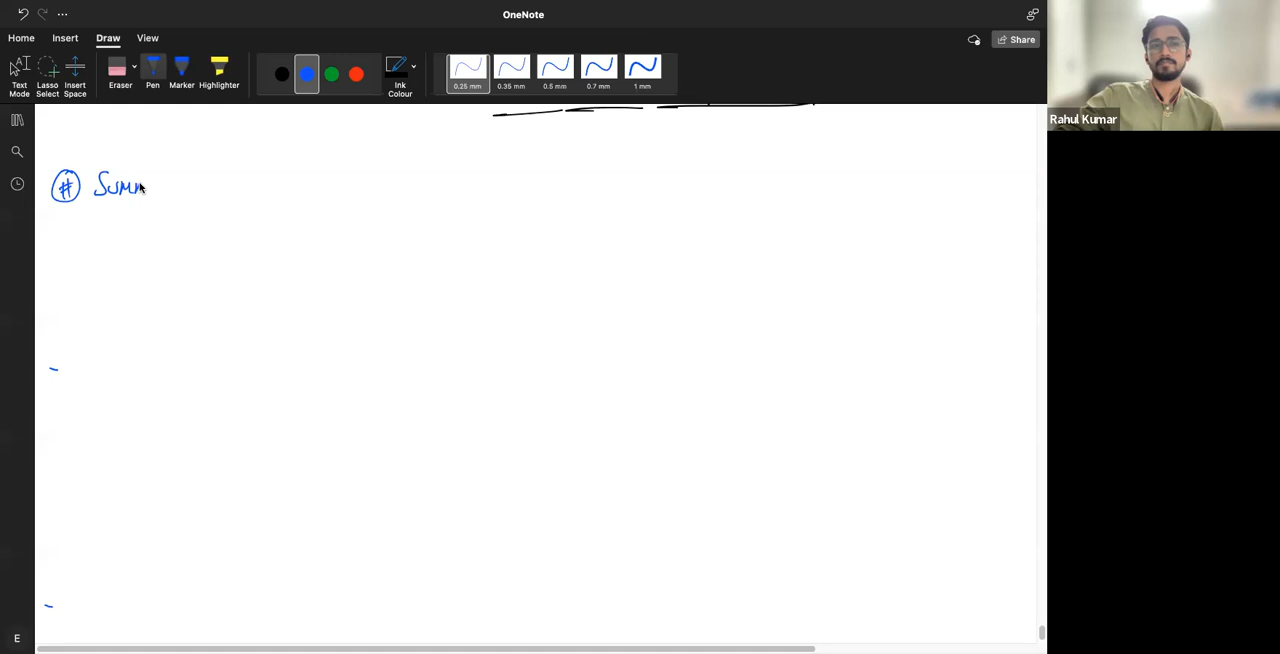 OneNote
Home Insert Draw View
Share
Text Mode
Lasso Select
Insert Space
Eraser
Pen
Marker
Highlighter
Ink Colour
0.25 mm
0.35 mm
0.5 mm
0.7 mm
1 mm
Rahul Kumar
# Summ
E